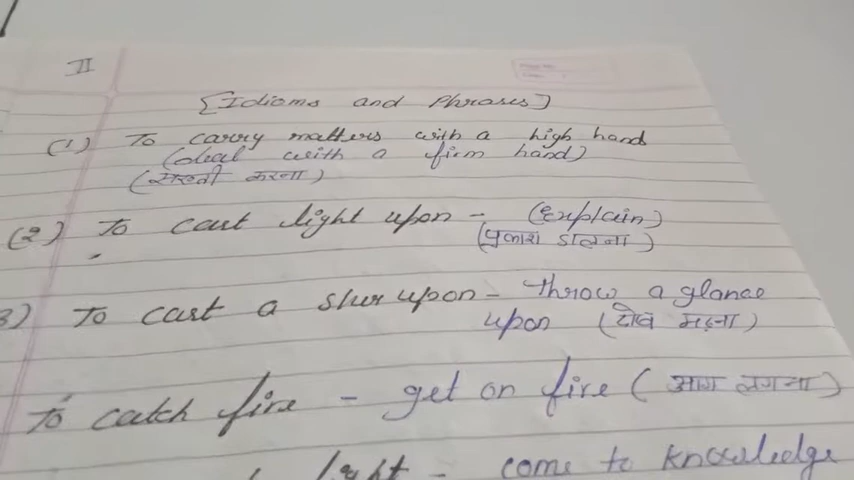 II
[Idioms and Phrases]
(1) To carry matters with a high hand
(deal with a firm hand)
(सख्ती करना)
(2) To cast light upon - (Explain)
(प्रकाश डालना)
3) To cast a slur upon - Throw a glance
upon (दोष मढ़ना)
To catch fire - get on fire (आग लगना)
light - come to knowledge